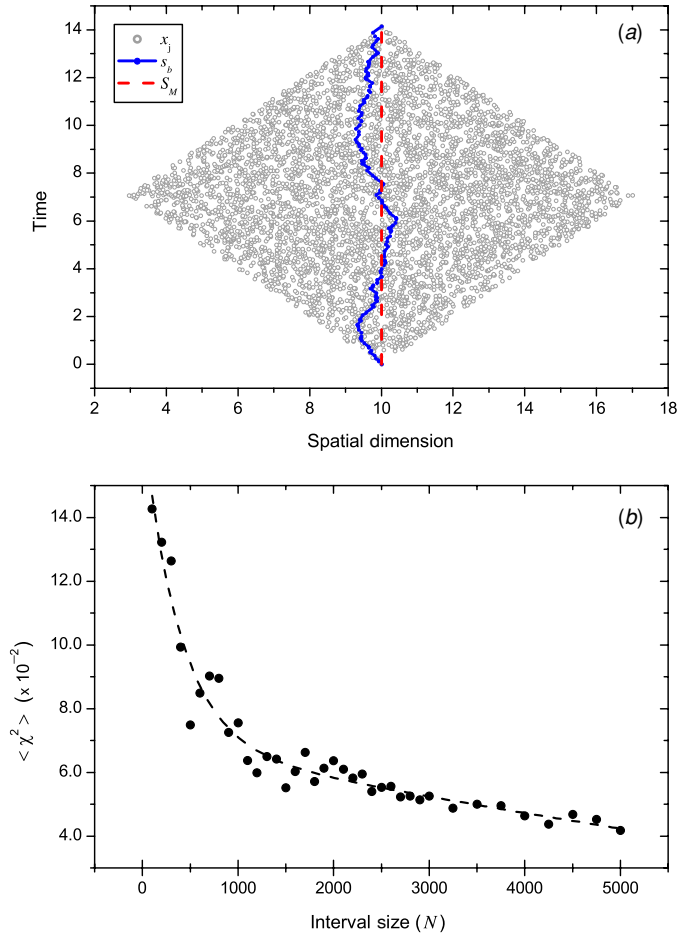 (a)
x_j
s_b
S_M
14
12
10
8
6
4
2
0
Time
2 4 6 8 10 12 14 16 18
Spatial dimension
(b)
14.0
12.0
10.0
8.0
6.0
4.0
< χ² > (x 10⁻²)
0 1000 2000 3000 4000 5000
Interval size (N)